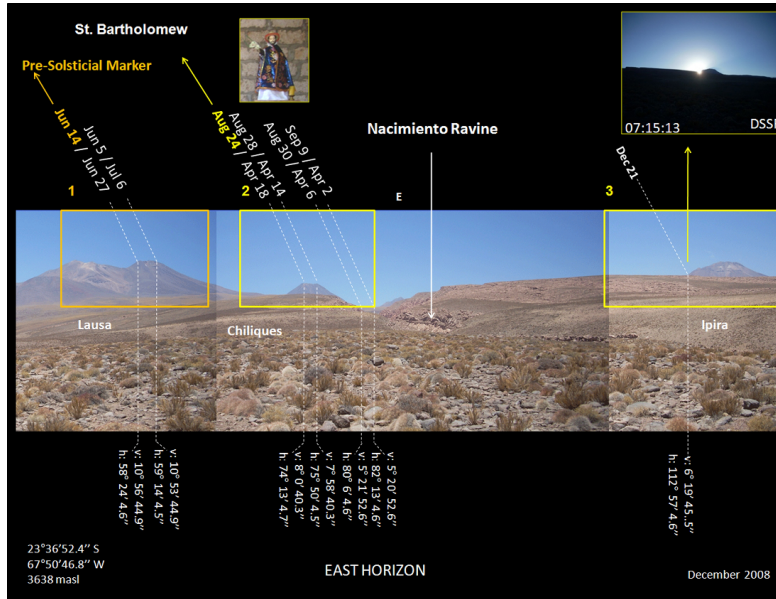 St. Bartholomew
Pre-Solsticial Marker
Jun 14 / Jun 27
Jun 5 / Jul 6
Aug 24 / Apr 18
Aug 28 / Apr 14
Aug 30 / Apr 6
Sep 9 / Apr 2
Nacimiento Ravine
07:15:13
DSSR
Dec 21
1
2
E
3
Lausa
Chiliques
Ipira
v: 10° 56’ 44.9’’
h: 58° 24’ 4.6’’
v: 10° 53’ 44.9’’
h: 59° 14’ 4.5’’
v: 8° 0’ 40.3’’
h: 74° 13’ 4.7’’
v: 7° 58’ 40.3’’
h: 75° 50’ 4.5’’
v: 5° 21’ 52.6’’
h: 80° 6’ 4.6’’
v: 5° 20’ 52.6’’
h: 82° 13’ 4.6’’
v: 6° 19’ 45..5’’
h: 112° 57’ 4.6’’
23°36’52.4’’ S
67°50’46.8’’ W
3638 masl
EAST HORIZON
December 2008